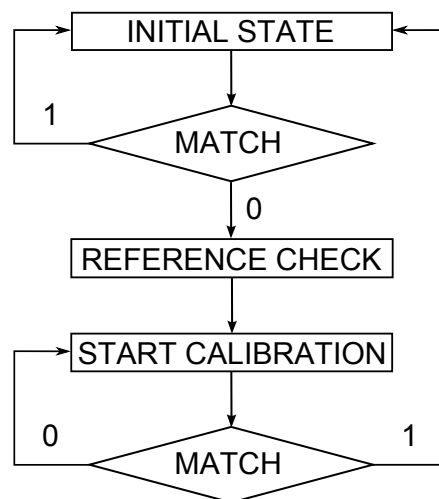 INITIAL STATE
1
MATCH
0
REFERENCE CHECK
START CALIBRATION
0
1
MATCH